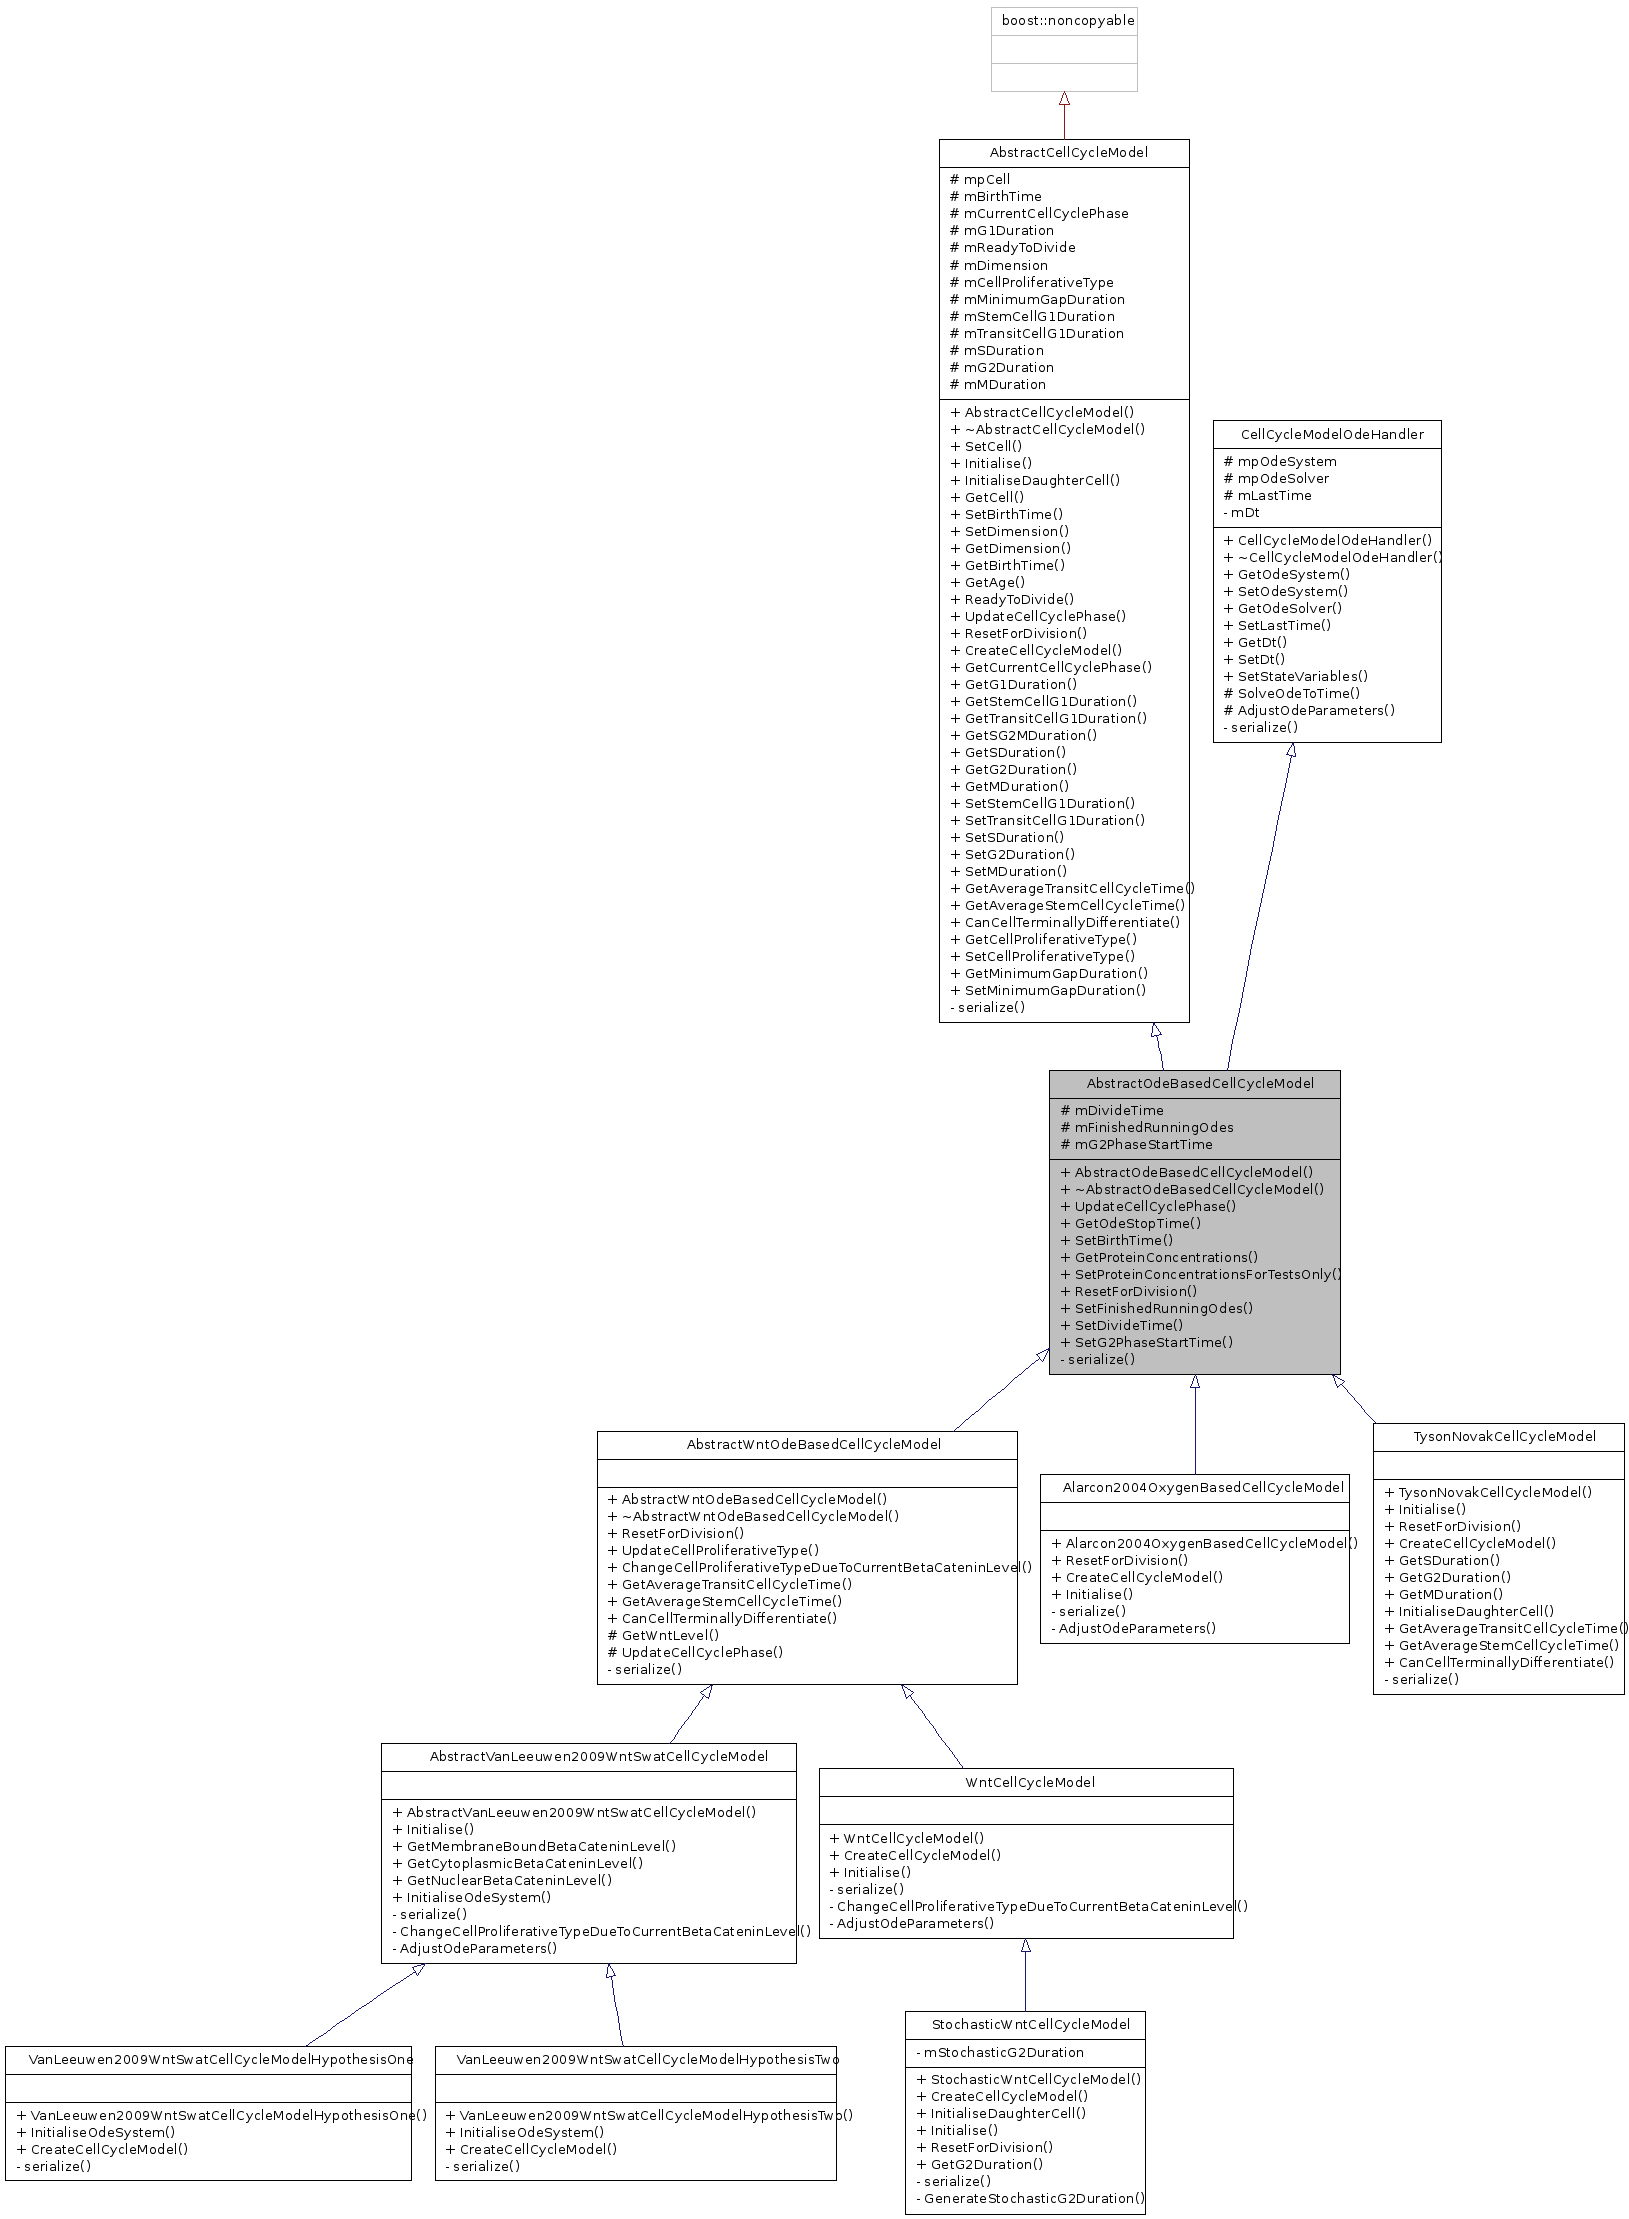 boost::noncopyable
AbstractCellCycleModel
# mpCell
# mBirthTime
# mCurrentCellCyclePhase
# mG1Duration
# mReadyToDivide
# mDimension
# mCellProliferativeType
# mMinimumGapDuration
# mStemCellG1Duration
# mTransitCellG1Duration
# mSDuration
# mG2Duration
# mMDuration
+ AbstractCellCycleModel()
+ ~AbstractCellCycleModel()
+ SetCell()
+ Initialise()
+ InitialiseDaughterCell()
+ GetCell()
+ SetBirthTime()
+ SetDimension()
+ GetDimension()
+ GetBirthTime()
+ GetAge()
+ ReadyToDivide()
+ UpdateCellCyclePhase()
+ ResetForDivision()
+ CreateCellCycleModel()
+ GetCurrentCellCyclePhase()
+ GetG1Duration()
+ GetStemCellG1Duration()
+ GetTransitCellG1Duration()
+ GetSG2MDuration()
+ GetSDuration()
+ GetG2Duration()
+ GetMDuration()
+ SetStemCellG1Duration()
+ SetTransitCellG1Duration()
+ SetSDuration()
+ SetG2Duration()
+ SetMDuration()
+ GetAverageTransitCellCycleTime()
+ GetAverageStemCellCycleTime()
+ CanCellTerminallyDifferentiate()
+ GetCellProliferativeType()
+ SetCellProliferativeType()
+ GetMinimumGapDuration()
+ SetMinimumGapDuration()
- serialize()
CellCycleModelOdeHandler
# mpOdeSystem
# mpOdeSolver
# mLastTime
- mDt
+ CellCycleModelOdeHandler()
+ ~CellCycleModelOdeHandler()
+ GetOdeSystem()
+ SetOdeSystem()
+ GetOdeSolver()
+ SetLastTime()
+ GetDt()
+ SetDt()
+ SetStateVariables()
# SolveOdeToTime()
# AdjustOdeParameters()
- serialize()
AbstractOdeBasedCellCycleModel
# mDivideTime
# mFinishedRunningOdes
# mG2PhaseStartTime
+ AbstractOdeBasedCellCycleModel()
+ ~AbstractOdeBasedCellCycleModel()
+ UpdateCellCyclePhase()
+ GetOdeStopTime()
+ SetBirthTime()
+ GetProteinConcentrations()
+ SetProteinConcentrationsForTestsOnly()
+ ResetForDivision()
+ SetFinishedRunningOdes()
+ SetDivideTime()
+ SetG2PhaseStartTime()
- serialize()
AbstractWntOdeBasedCellCycleModel
+ AbstractWntOdeBasedCellCycleModel()
+ ~AbstractWntOdeBasedCellCycleModel()
+ ResetForDivision()
+ UpdateCellProliferativeType()
+ ChangeCellProliferativeTypeDueToCurrentBetaCateninLevel()
+ GetAverageTransitCellCycleTime()
+ GetAverageStemCellCycleTime()
+ CanCellTerminallyDifferentiate()
# GetWntLevel()
# UpdateCellCyclePhase()
- serialize()
Alarcon2004OxygenBasedCellCycleModel
+ Alarcon2004OxygenBasedCellCycleModel()
+ ResetForDivision()
+ CreateCellCycleModel()
+ Initialise()
- serialize()
- AdjustOdeParameters()
TysonNovakCellCycleModel
+ TysonNovakCellCycleModel()
+ Initialise()
+ ResetForDivision()
+ CreateCellCycleModel()
+ GetSDuration()
+ GetG2Duration()
+ GetMDuration()
+ InitialiseDaughterCell()
+ GetAverageTransitCellCycleTime()
+ GetAverageStemCellCycleTime()
+ CanCellTerminallyDifferentiate()
- serialize()
AbstractVanLeeuwen2009WntSwatCellCycleModel
+ AbstractVanLeeuwen2009WntSwatCellCycleModel()
+ Initialise()
+ GetMembraneBoundBetaCateninLevel()
+ GetCytoplasmicBetaCateninLevel()
+ GetNuclearBetaCateninLevel()
+ InitialiseOdeSystem()
- serialize()
- ChangeCellProliferativeTypeDueToCurrentBetaCateninLevel()
- AdjustOdeParameters()
WntCellCycleModel
+ WntCellCycleModel()
+ CreateCellCycleModel()
+ Initialise()
- serialize()
- ChangeCellProliferativeTypeDueToCurrentBetaCateninLevel()
- AdjustOdeParameters()
VanLeeuwen2009WntSwatCellCycleModelHypothesisOne
+ VanLeeuwen2009WntSwatCellCycleModelHypothesisOne()
+ InitialiseOdeSystem()
+ CreateCellCycleModel()
- serialize()
VanLeeuwen2009WntSwatCellCycleModelHypothesisTwo
+ VanLeeuwen2009WntSwatCellCycleModelHypothesisTwo()
+ InitialiseOdeSystem()
+ CreateCellCycleModel()
- serialize()
StochasticWntCellCycleModel
- mStochasticG2Duration
+ StochasticWntCellCycleModel()
+ CreateCellCycleModel()
+ InitialiseDaughterCell()
+ Initialise()
+ ResetForDivision()
+ GetG2Duration()
- serialize()
- GenerateStochasticG2Duration()